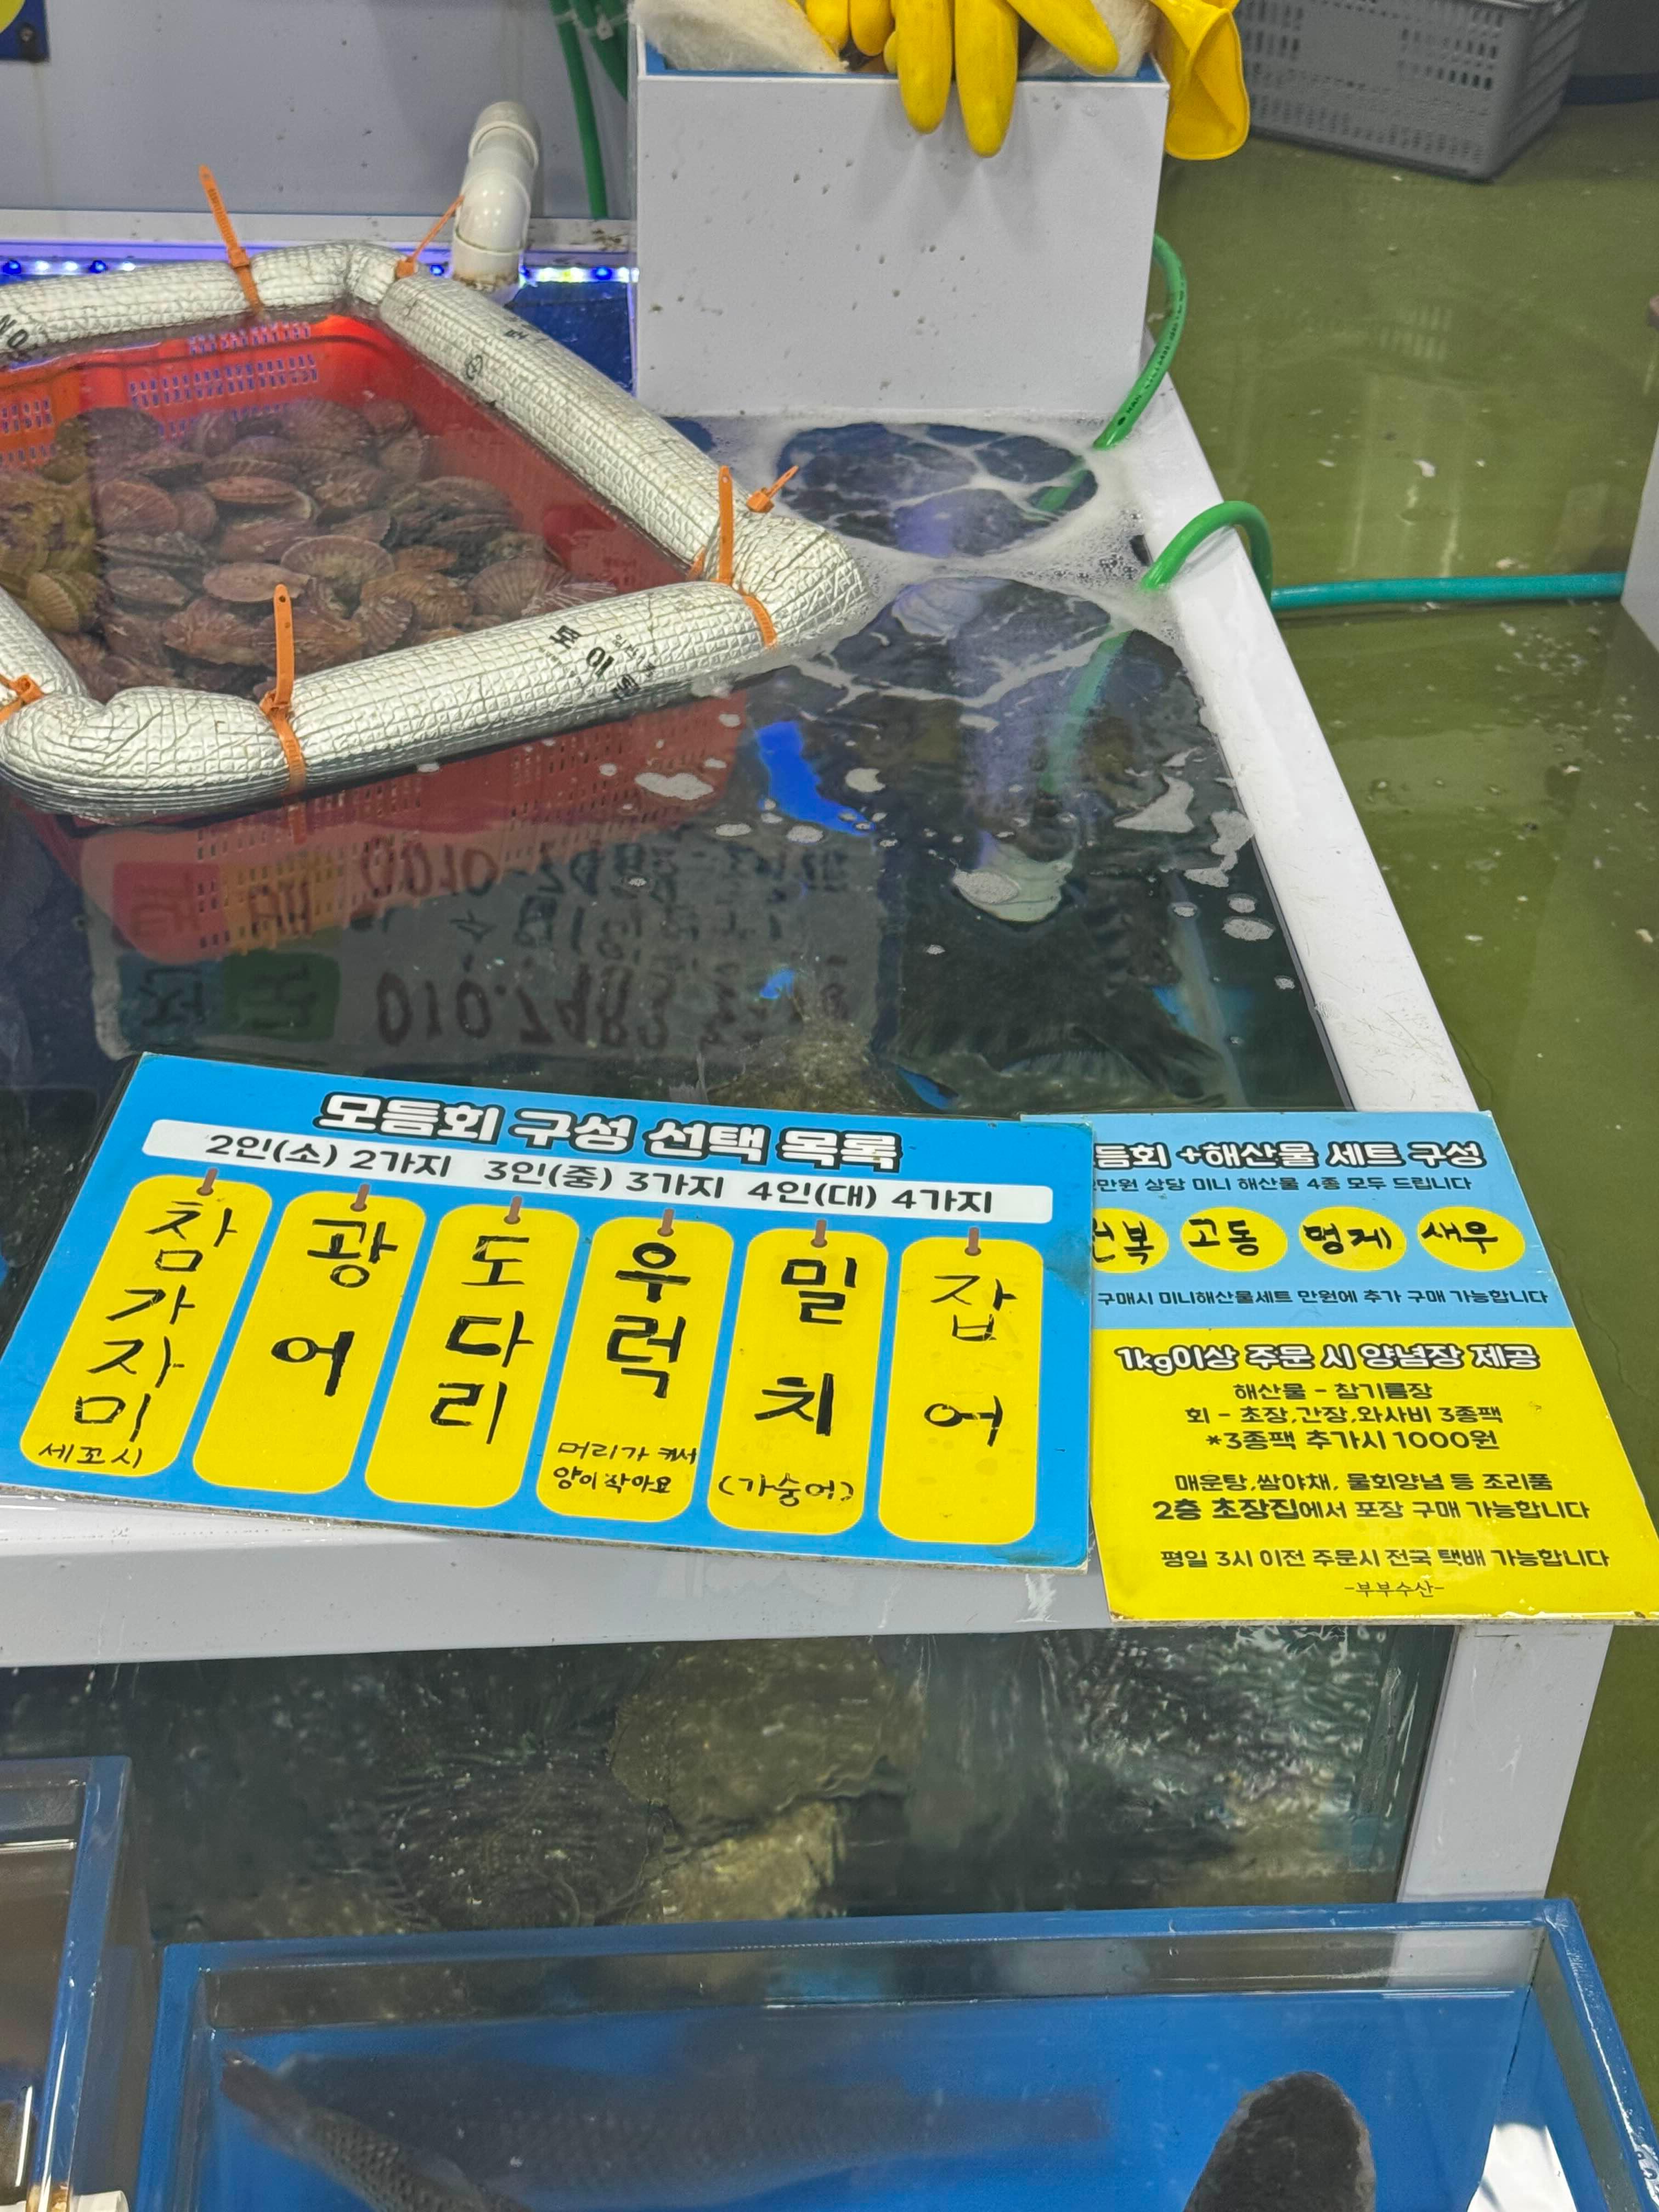 모듬회 구성 선택 목록
2인(소) 2가지 3인(중) 3가지 4인(대) 4가지
참가자미
세꼬시
광어
도다리
우럭
머리가 커서
양이 작아요
밀치
(가숭어)
잡어
듬회 +해산물 세트 구성
만원 상당 미니 해산물 4종 모두 드립니다
전복 고동 멍게 새우
구매시 미니해산물세트 만원에 추가 구매 가능합니다
1kg이상 주문 시 양념장 제공
해산물 - 참기름장
회 - 초장,간장,와사비 3종팩
*3종팩 추가시 1000원
매운탕,쌈야채, 물회양념 등 조리품
2층 초장집에서 포장 구매 가능합니다
평일 3시 이전 주문시 전국 택배 가능합니다
-부부수산-